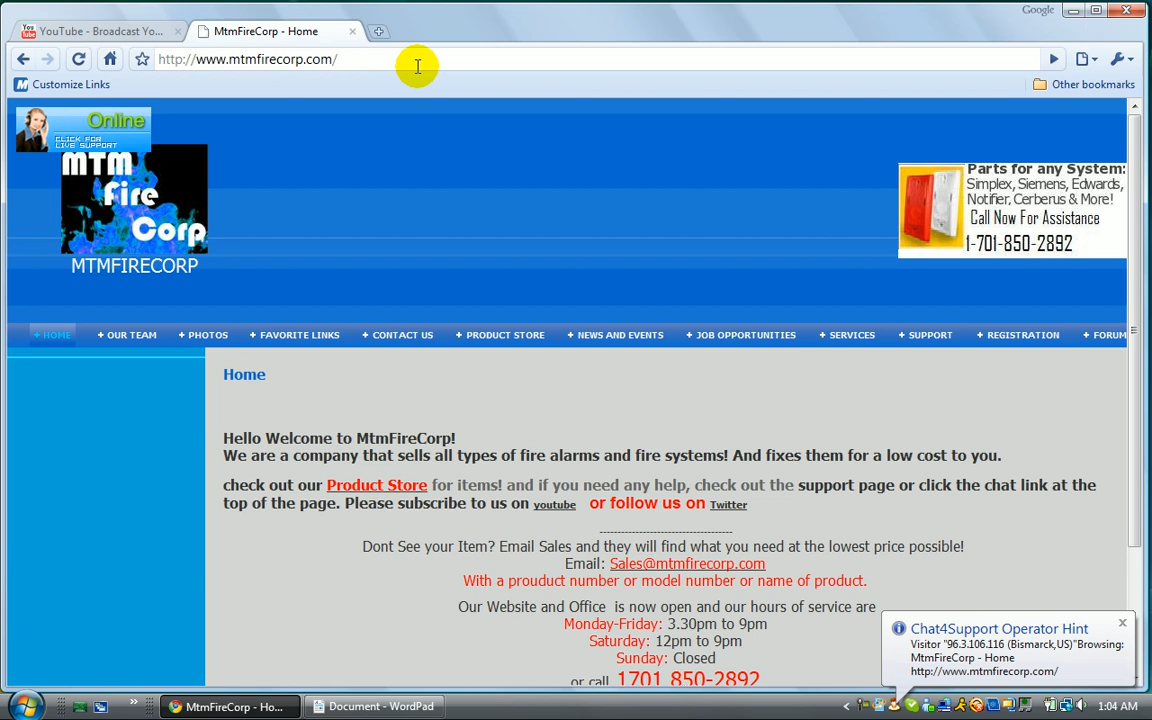 Google
YouTube - Broadcast Yo...
MtmFireCorp - Home
http://www.mtmfirecorp.com/
Customize Links
Other bookmarks
Online
CLICK FOR
LIVE SUPPORT
MTM
Fire
Corp
MTMFIRECORP
Parts for any System:
Simplex, Siemens, Edwards,
Notifier, Cerberus & More!
Call Now For Assistance
1-701-850-2892
+ HOME + OUR TEAM + PHOTOS + FAVORITE LINKS + CONTACT US + PRODUCT STORE + NEWS AND EVENTS + JOB OPPORTUNITIES + SERVICES + SUPPORT + REGISTRATION + FORUM
Home
Hello Welcome to MtmFireCorp!
We are a company that sells all types of fire alarms and fire systems! And fixes them for a low cost to you.
check out our Product Store for items! and if you need any help, check out the support page or click the chat link at the
top of the page. Please subscribe to us on youtube or follow us on Twitter
--------------------------------------
Dont See your Item? Email Sales and they will find what you need at the lowest price possible!
Email: Sales@mtmfirecorp.com
With a prouduct number or model number or name of product.
Our Website and Office is now open and our hours of service are
Monday-Friday: 3.30pm to 9pm
Saturday: 12pm to 9pm
Sunday: Closed
or call 1701 850-2892
Chat4Support Operator Hint
Visitor "96.3.106.116 (Bismarck,US)"Browsing:
MtmFireCorp - Home
http://www.mtmfirecorp.com/
MtmFireCorp - Ho...
Document - WordPad
1:04 AM